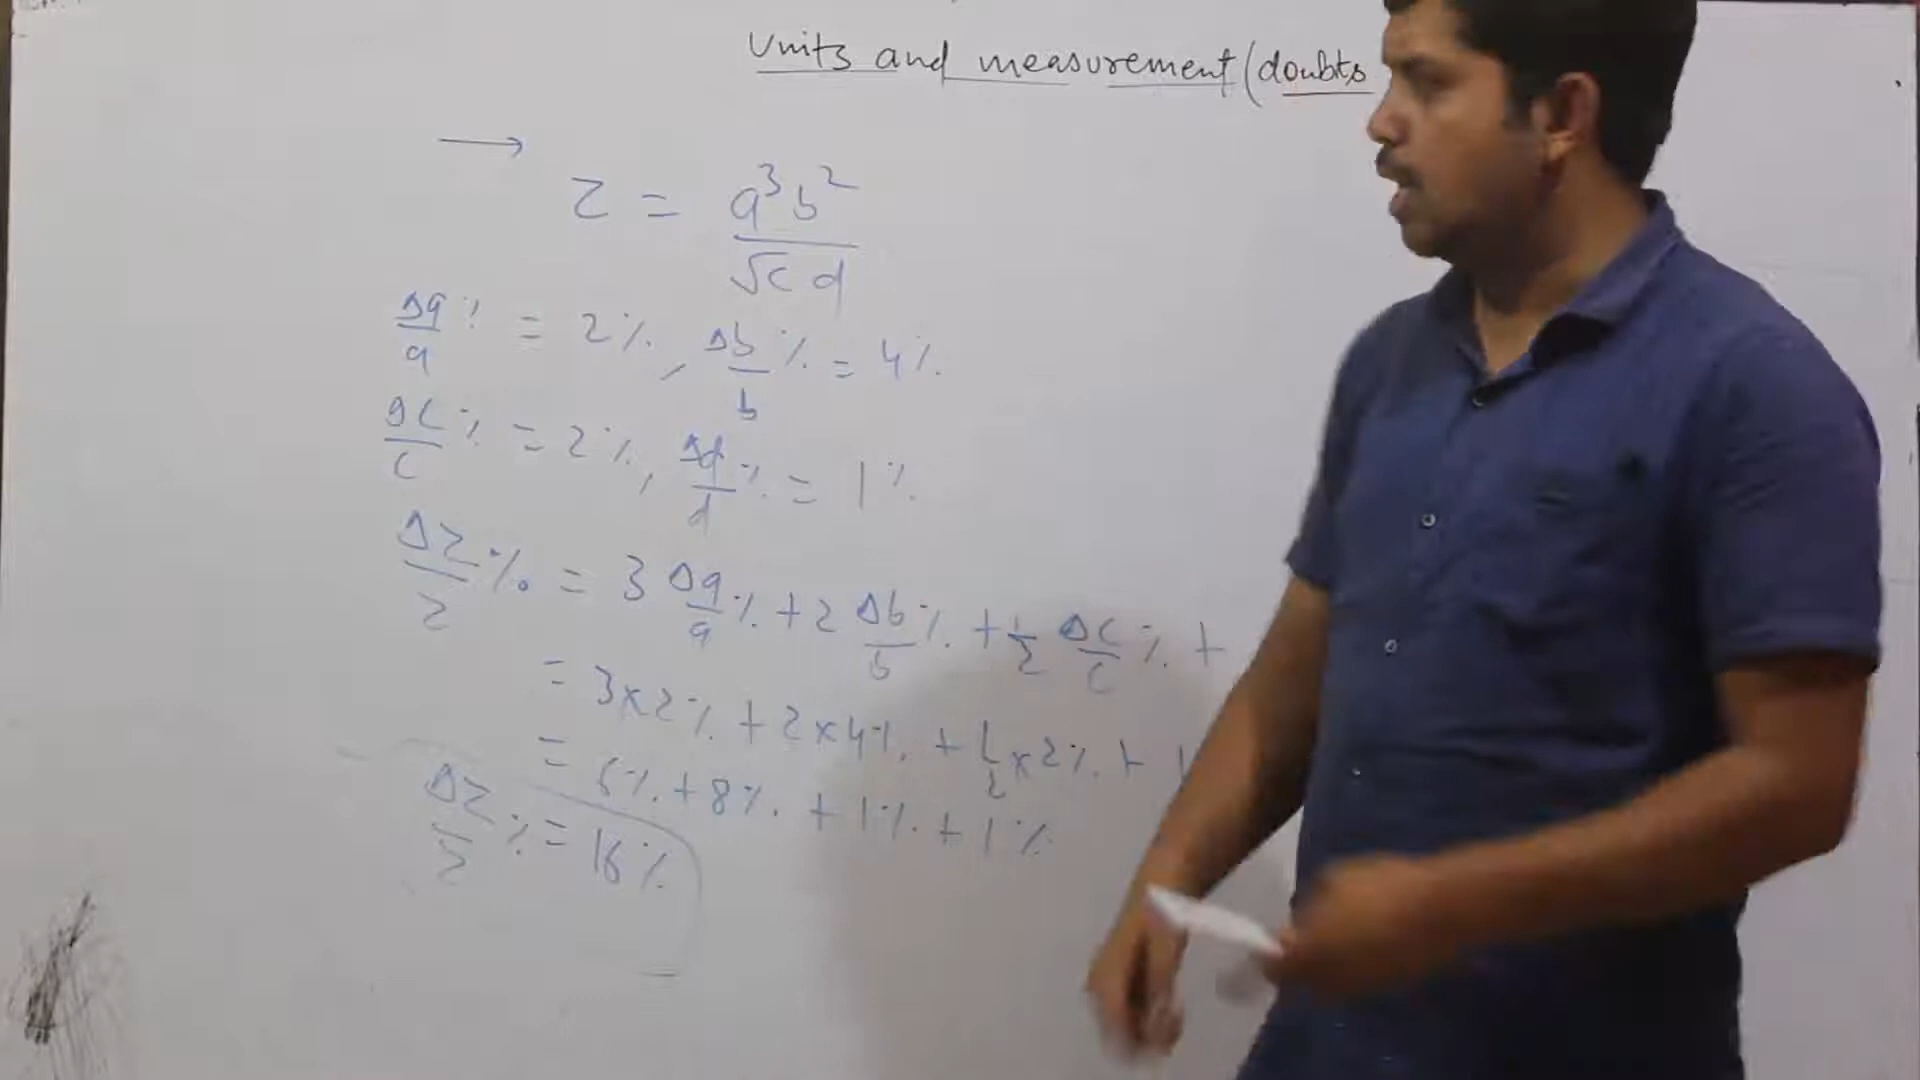 Units and measurement (doubts
→
z = a³b² / √c d
Δa/a % = 2%, Δb/b % = 4%
Δc/c % = 2%, Δd/d % = 1%
Δz/z % = 3 Δa/a % + 2 Δb/b % + 1/2 Δc/c % +
= 3×2% + 2×4% + 1/2 ×2% + 1
= 6% + 8% + 1% + 1%
Δz/z % = 16%